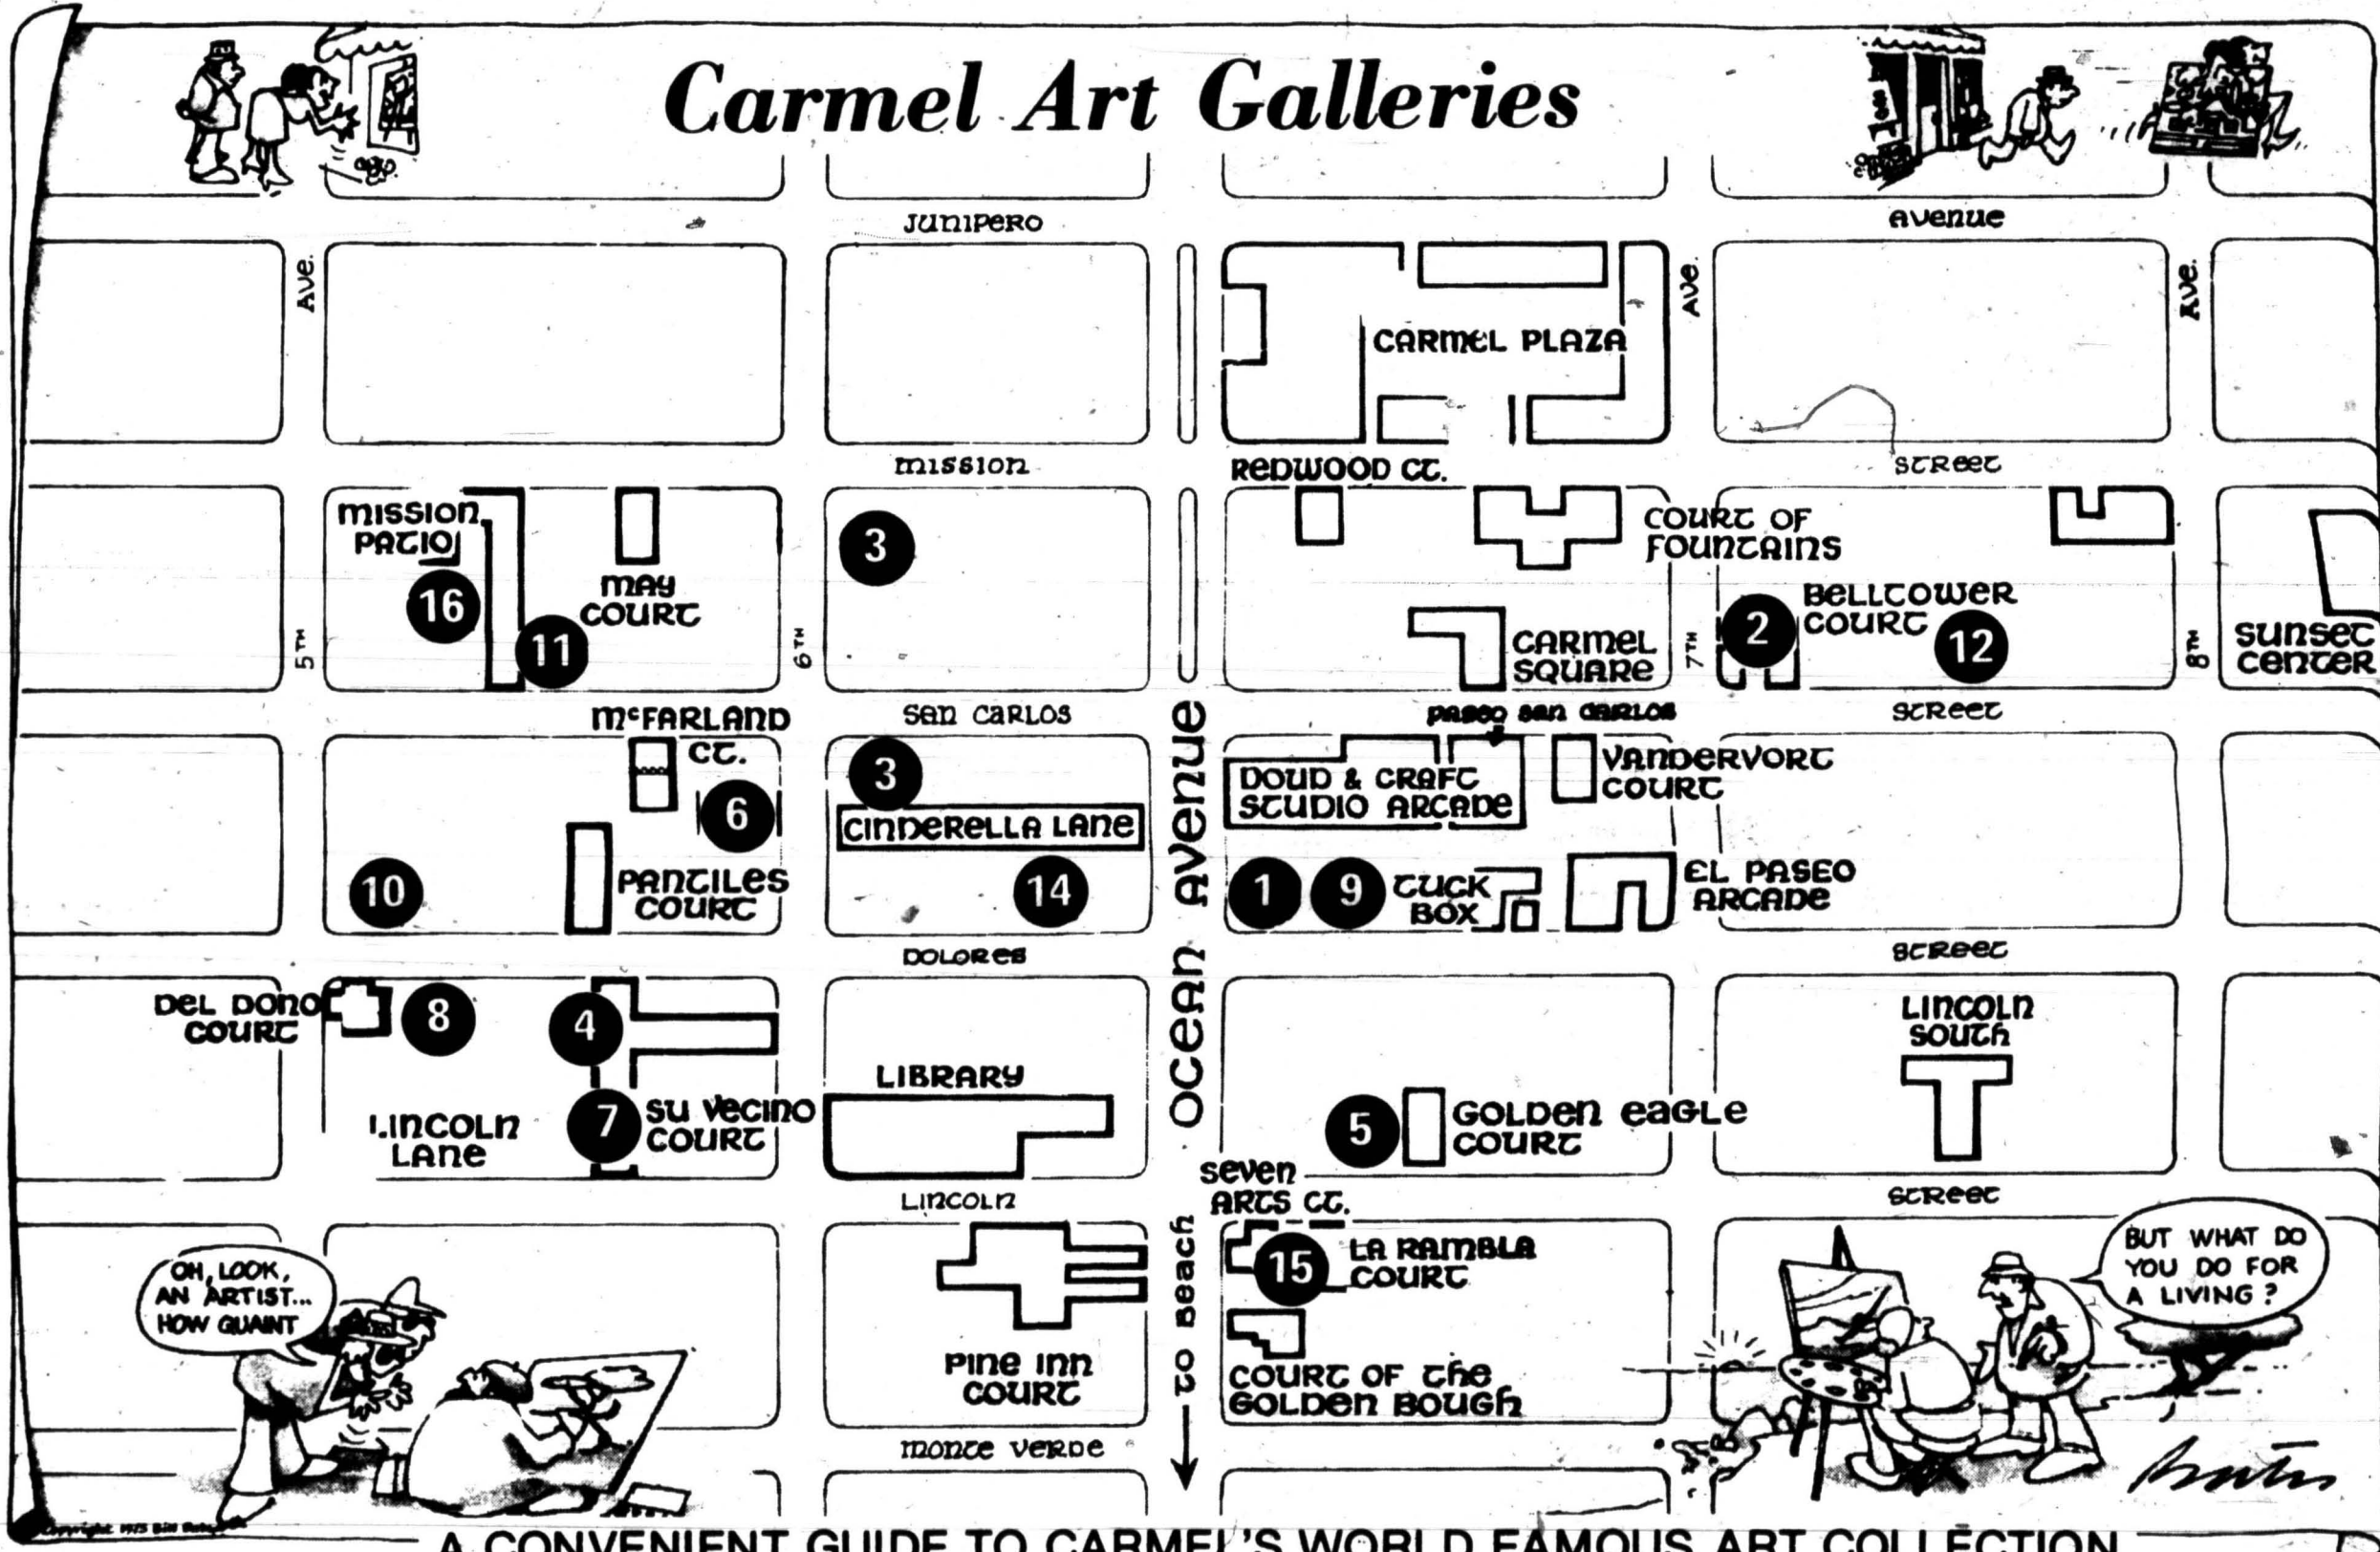 Carmel Art Galleries
JUNIPERO
AVENUE
AVE.
AVE.
AVE.
CARMEL PLAZA
MISSION
REDWOOD CT.
STREET
MISSION
PATIO
16
11
MAY
COURT
3
COURT OF
FOUNTAINS
CARMEL
SQUARE
2
BELLTOWER
COURT
12
SUNSET
CENTER
5TH
6TH
7TH
8TH
MCFARLAND
CT.
SAN CARLOS
PASEO SAN CARLOS
STREET
6
3
CINDERELLA LANE
DOUD & CRAFT
STUDIO ARCADE
VANDERVORT
COURT
10
PANTILES
COURT
14
OCEAN AVENUE
1
9
TUCK
BOX
EL PASEO
ARCADE
DOLORES
STREET
DEL DONO
COURT
8
4
LINCOLN
LANE
7
SU VECINO
COURT
LIBRARY
5
GOLDEN EAGLE
COURT
LINCOLN
SOUTH
LINCOLN
SEVEN
ARTS CT.
STREET
15
LA RAMBLA
COURT
PINE INN
COURT
TO BEACH
COURT OF THE
GOLDEN BOUGH
MONTE VERDE
OH, LOOK,
AN ARTIST...
HOW QUAINT
BUT WHAT DO
YOU DO FOR
A LIVING?
Bates
Copyright 1975 Bill Bates
A CONVENIENT GUIDE TO CARMEL'S WORLD FAMOUS ART COLLECTION